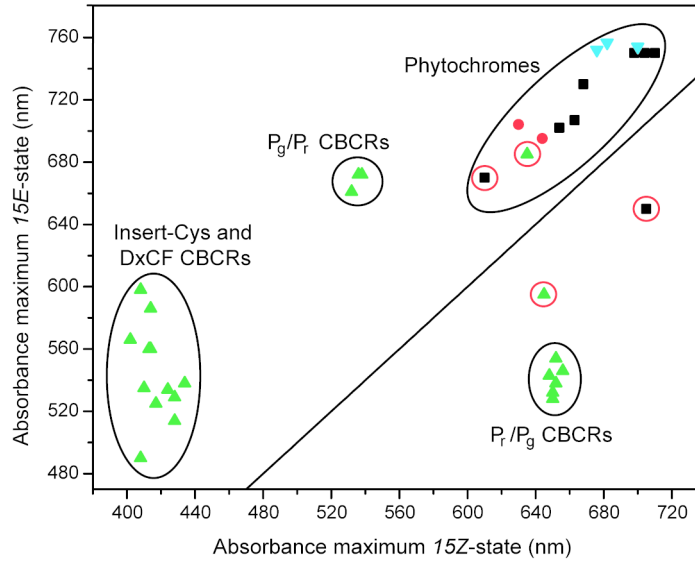 760
720
680
640
600
560
520
480
Absorbance maximum 15E-state (nm)
Phytochromes
Pg/Pr CBCRs
Insert-Cys and
DxCF CBCRs
Pr/Pg CBCRs
400 440 480 520 560 600 640 680 720
Absorbance maximum 15Z-state (nm)